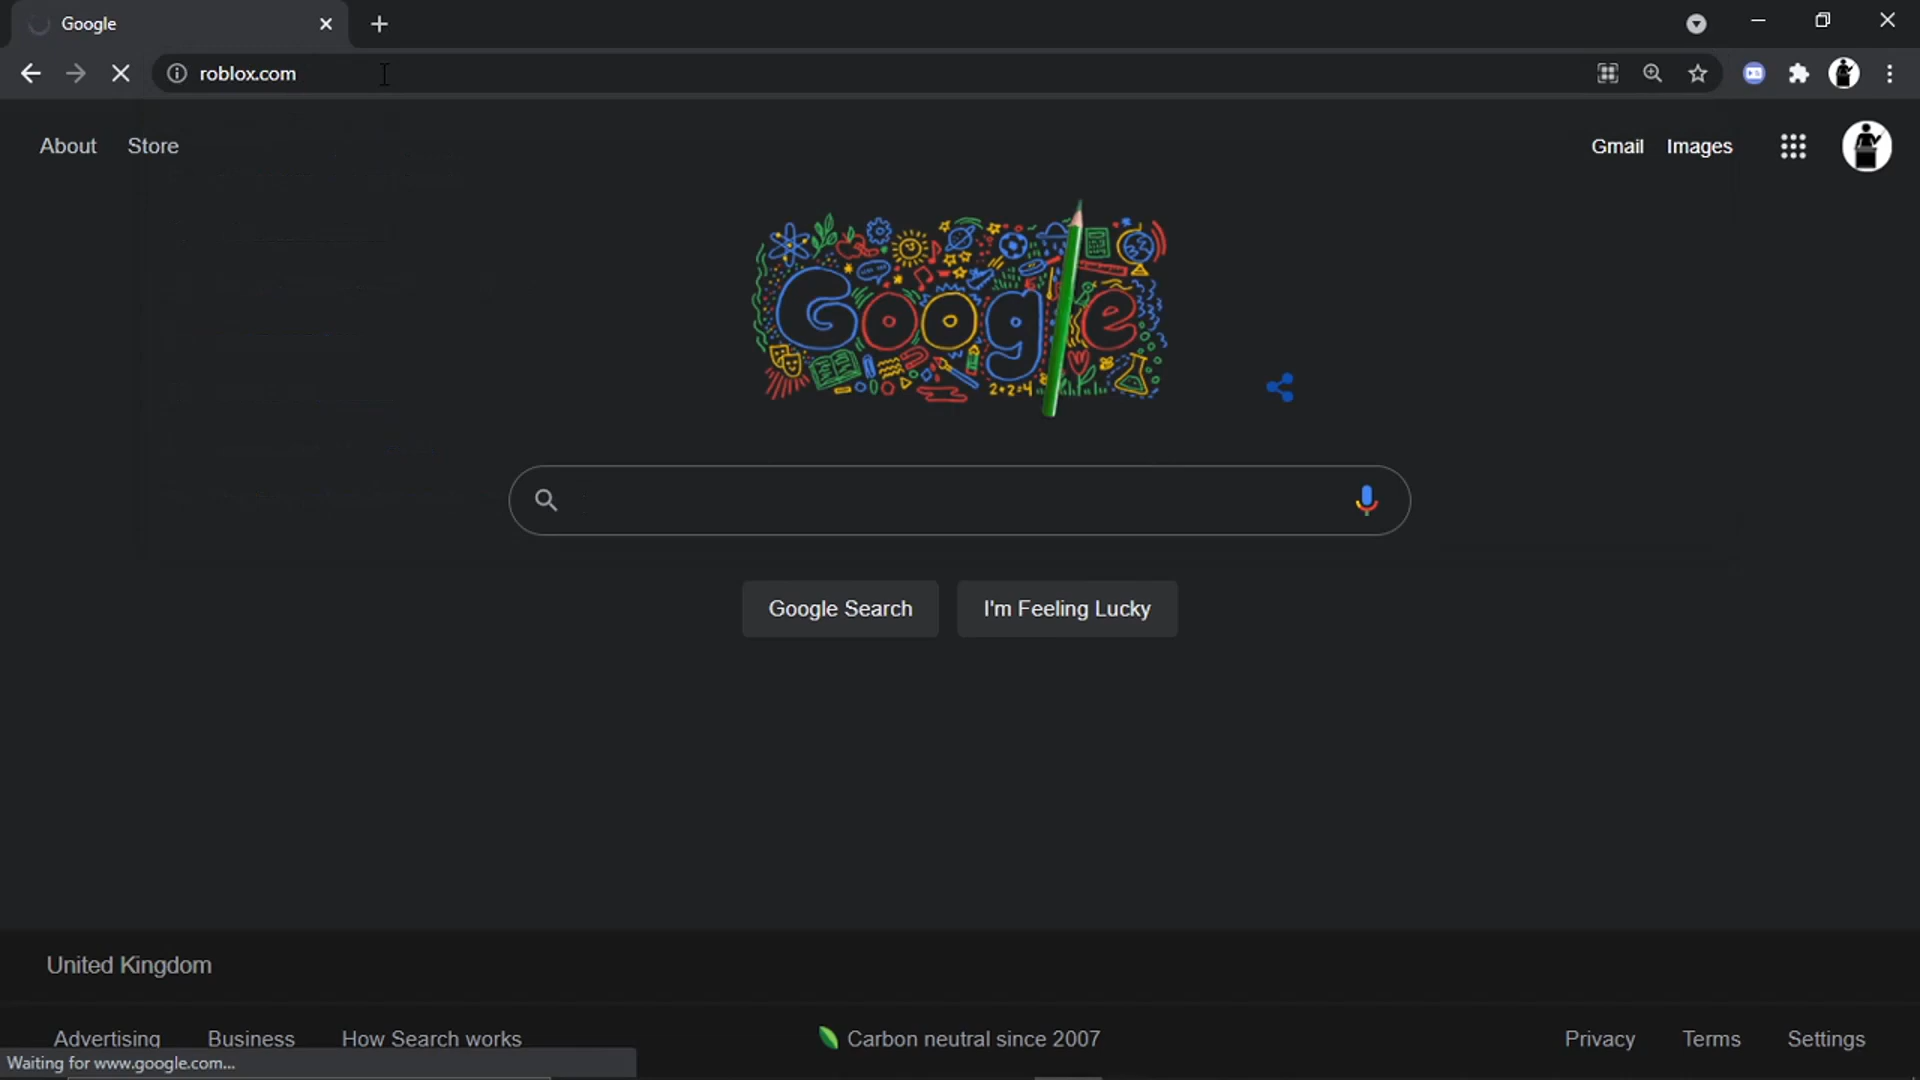 Google
roblox.com
About Store
Gmail Images
Google
2+2=4
Google Search
I'm Feeling Lucky
United Kingdom
Advertising Business How Search works
Carbon neutral since 2007
Privacy Terms Settings
Waiting for www.google.com...